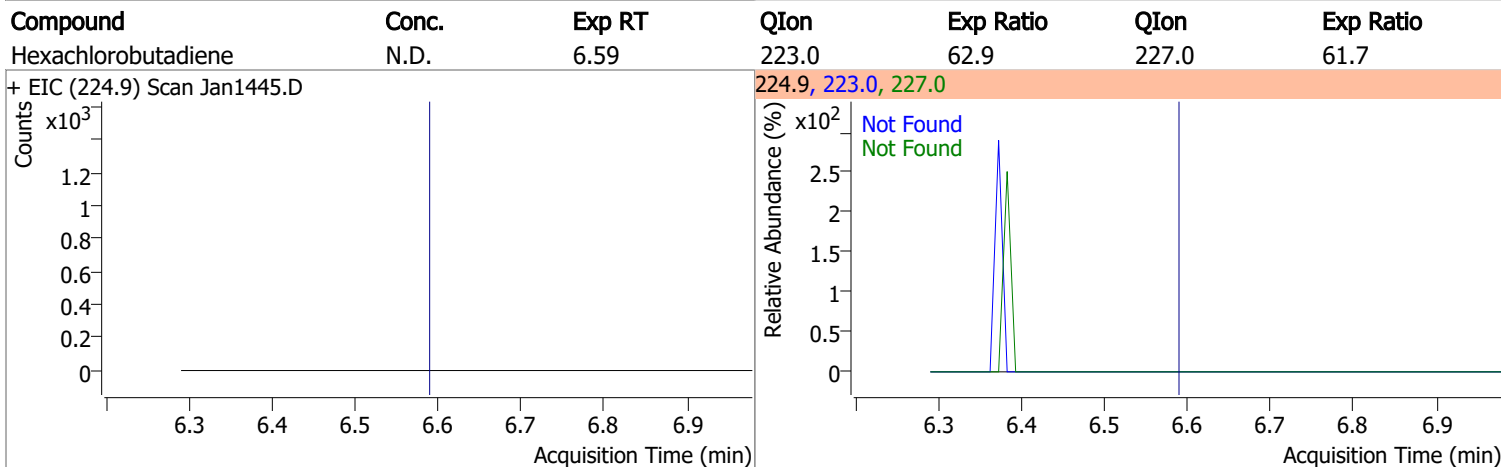 Compound Conc. Exp RT QIon Exp Ratio QIon Exp Ratio
Hexachlorobutadiene N.D. 6.59 223.0 62.9 227.0 61.7
+ EIC (224.9) Scan Jan1445.D
Counts
x10³
1.2
1
0.8
0.6
0.4
0.2
0
6.3 6.4 6.5 6.6 6.7 6.8 6.9
Acquisition Time (min)
224.9, 223.0, 227.0
Relative Abundance (%)
x10²
Not Found
Not Found
2.5
2
1.5
1
0.5
0
6.3 6.4 6.5 6.6 6.7 6.8 6.9
Acquisition Time (min)